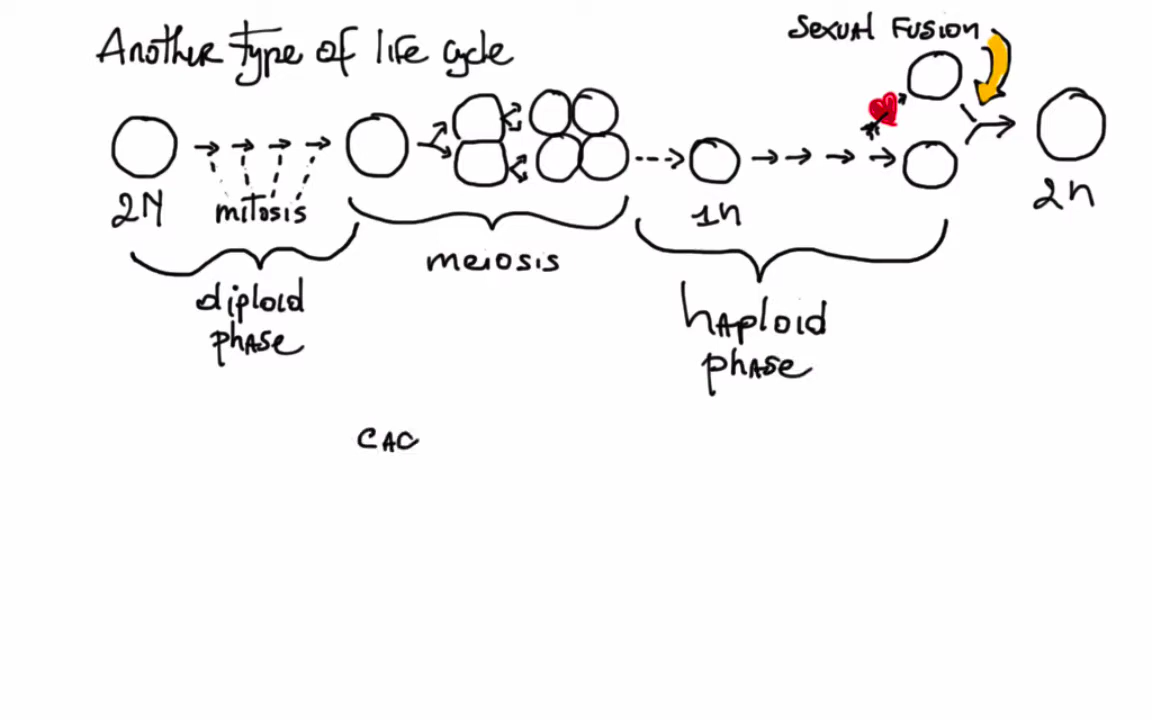 Another type of life cycle
Sexual Fusion
2N
mitosis
1n
2n
meiosis
diploid
phase
haploid
phase
CAC